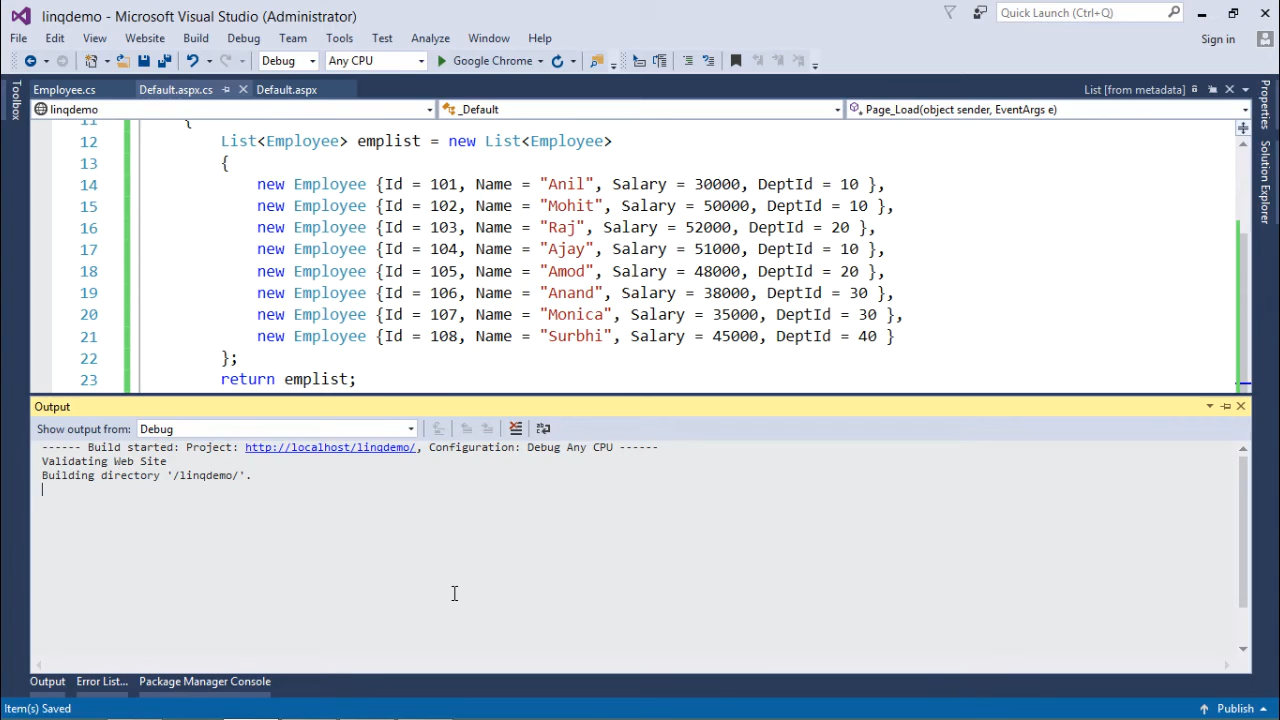 linqdemo - Microsoft Visual Studio (Administrator)
Quick Launch (Ctrl+Q)
File Edit View Website Build Debug Team Tools Test Analyze Window Help
Sign in
Debug Any CPU Google Chrome
Toolbox
Employee.cs Default.aspx.cs Default.aspx List [from metadata]
Properties
Solution Explorer
linqdemo _Default Page_Load(object sender, EventArgs e)
11 {
12 List<Employee> emplist = new List<Employee>
13 {
14 new Employee {Id = 101, Name = "Anil", Salary = 30000, DeptId = 10 },
15 new Employee {Id = 102, Name = "Mohit", Salary = 50000, DeptId = 10 },
16 new Employee {Id = 103, Name = "Raj", Salary = 52000, DeptId = 20 },
17 new Employee {Id = 104, Name = "Ajay", Salary = 51000, DeptId = 10 },
18 new Employee {Id = 105, Name = "Amod", Salary = 48000, DeptId = 20 },
19 new Employee {Id = 106, Name = "Anand", Salary = 38000, DeptId = 30 },
20 new Employee {Id = 107, Name = "Monica", Salary = 35000, DeptId = 30 },
21 new Employee {Id = 108, Name = "Surbhi", Salary = 45000, DeptId = 40 }
22 };
23 return emplist;
Output
Show output from: Debug
------ Build started: Project: http://localhost/linqdemo/, Configuration: Debug Any CPU ------
Validating Web Site
Building directory '/linqdemo/'.
Output Error List... Package Manager Console
Item(s) Saved
Publish